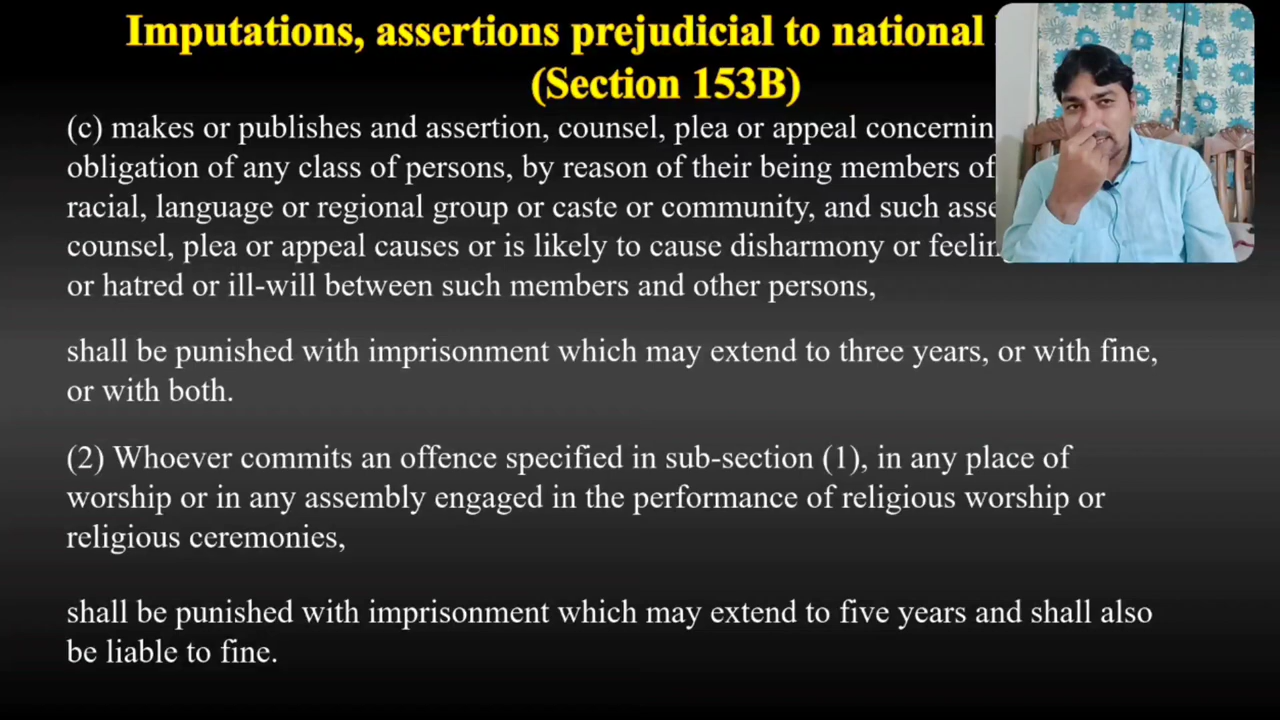 Imputations, assertions prejudicial to national
(Section 153B)
(c) makes or publishes and assertion, counsel, plea or appeal concernin
obligation of any class of persons, by reason of their being members of
racial, language or regional group or caste or community, and such asse
counsel, plea or appeal causes or is likely to cause disharmony or feelin
or hatred or ill-will between such members and other persons,
shall be punished with imprisonment which may extend to three years, or with fine,
or with both.
(2) Whoever commits an offence specified in sub-section (1), in any place of
worship or in any assembly engaged in the performance of religious worship or
religious ceremonies,
shall be punished with imprisonment which may extend to five years and shall also
be liable to fine.